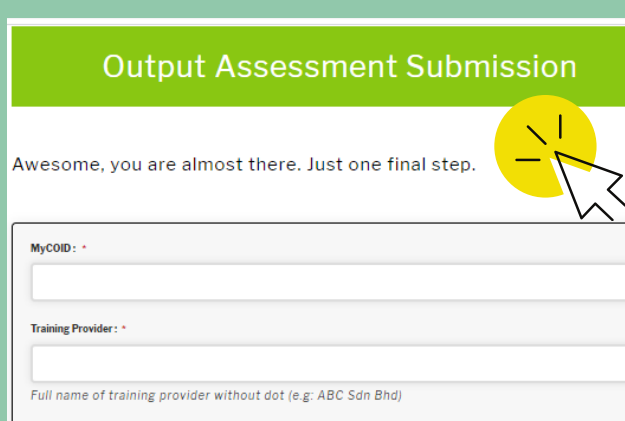 Output Assessment Submission
Awesome, you are almost there. Just one final step.
MyCOID: *
Training Provider: *
Full name of training provider without dot (e.g: ABC Sdn Bhd)